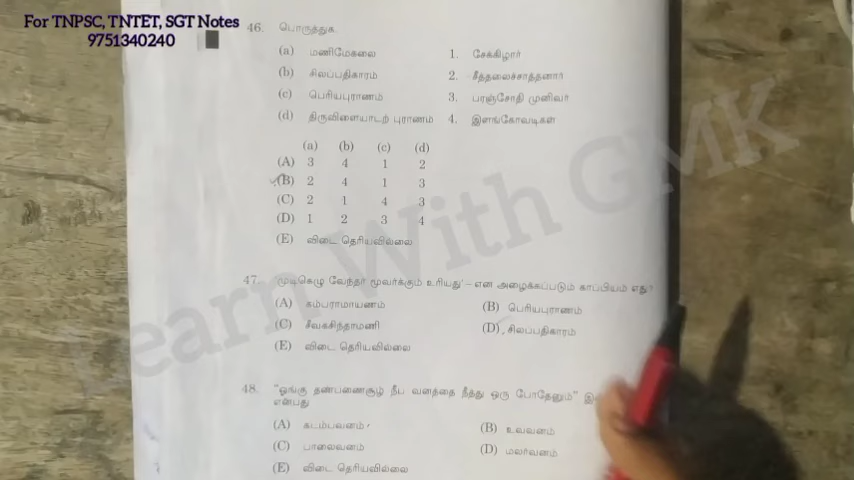 For TNPSC, TNTET, SGT Notes
9751340240
46. பொருத்துக.
(a) மணிமேகலை 1. சேக்கிழார்
(b) சிலப்பதிகாரம் 2. சீத்தலைச்சாத்தனார்
(c) பெரியபுராணம் 3. பரஞ்சோதி முனிவர்
(d) திருவிளையாடற் புராணம் 4. இளங்கோவடிகள்
(a) (b) (c) (d)
(A) 3 4 1 2
(B) 2 4 1 3
(C) 2 1 4 3
(D) 1 2 3 4
(E) விடை தெரியவில்லை
47. 'முடிகெழு வேந்தர் மூவர்க்கும் உரியது' – என அழைக்கப்படும் காப்பியம் எது?
(A) கம்பராமாயணம் (B) பெரியபுராணம்
(C) சீவகசிந்தாமணி (D) சிலப்பதிகாரம்
(E) விடை தெரியவில்லை
48. "ஓங்கு தண்பணைசூழ் நீப வனத்தை நீத்து ஒரு போதேனும்"
என்பது
(A) கடம்பவனம் (B) உவவனம்
(C) பாலைவனம் (D) மலர்வனம்
(E) விடை தெரியவில்லை
Learn With GMK